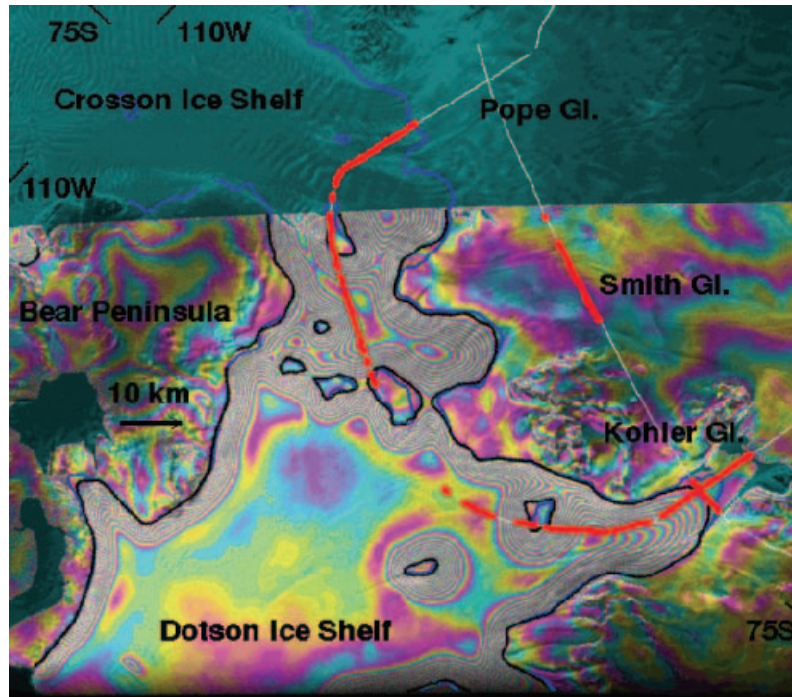 75S
110W
Crosson Ice Shelf
Pope Gl.
110W
Smith Gl.
Bear Peninsula
10 km
Kohler Gl.
Dotson Ice Shelf
75S